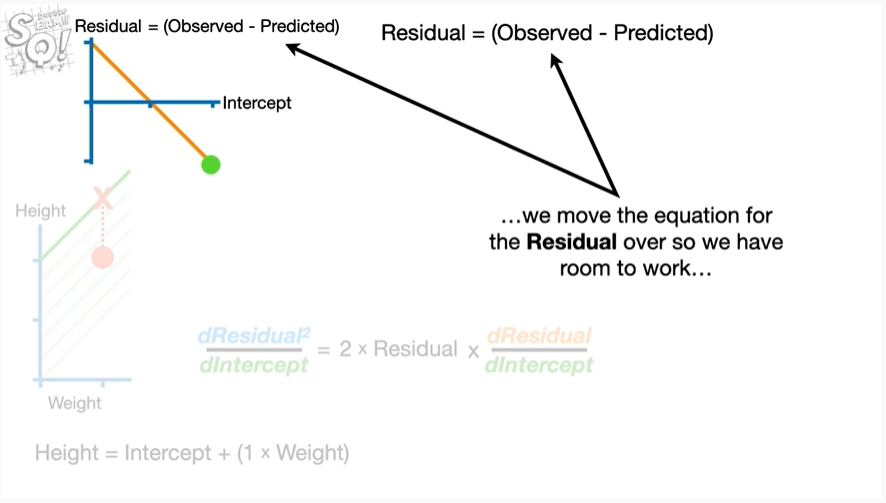 Residual = (Observed - Predicted)
Residual = (Observed - Predicted)
Intercept
…we move the equation for
the Residual over so we have
room to work…
Height
dResidual²
dIntercept
= 2 x Residual x
dResidual
dIntercept
Weight
Height = Intercept + (1 x Weight)